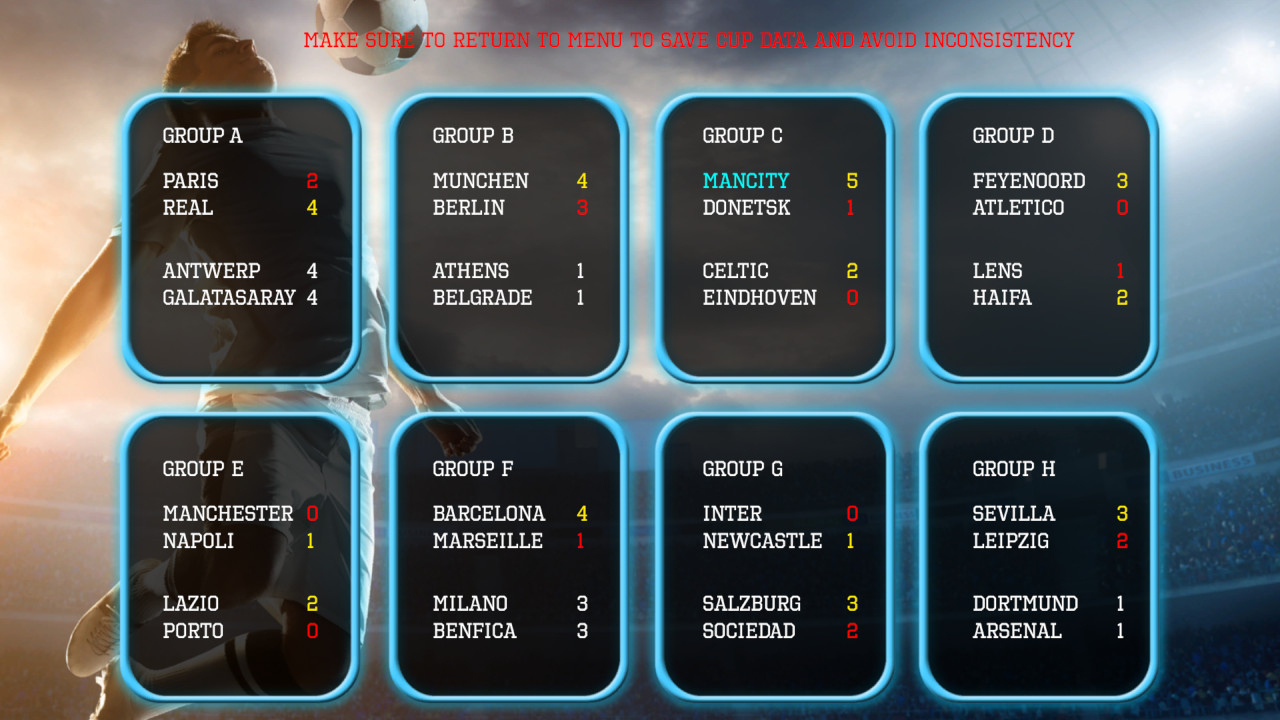 MAKE SURE TO RETURN TO MENU TO SAVE CUP DATA AND AVOID INCONSISTENCY
GROUP A
PARIS 2
REAL 4
ANTWERP 4
GALATASARAY 4
GROUP B
MUNCHEN 4
BERLIN 3
ATHENS 1
BELGRADE 1
GROUP C
MANCITY 5
DONETSK 1
CELTIC 2
EINDHOVEN 0
GROUP D
FEYENOORD 3
ATLETICO 0
LENS 1
HAIFA 2
GROUP E
MANCHESTER 0
NAPOLI 1
LAZIO 2
PORTO 0
GROUP F
BARCELONA 4
MARSEILLE 1
MILANO 3
BENFICA 3
GROUP G
INTER 0
NEWCASTLE 1
SALZBURG 3
SOCIEDAD 2
GROUP H
SEVILLA 3
LEIPZIG 2
DORTMUND 1
ARSENAL 1
BUSINESS